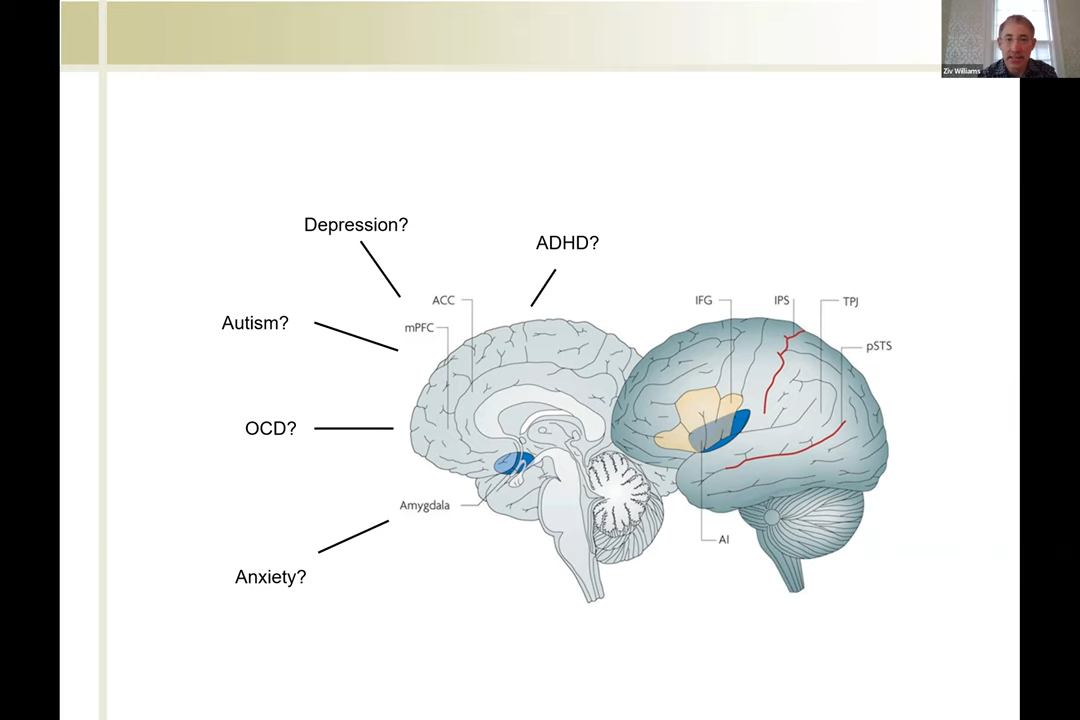 Ziv Williams
Depression?
ADHD?
ACC
IFG
IPS
TPJ
Autism?
mPFC
pSTS
OCD?
Amygdala
AI
Anxiety?